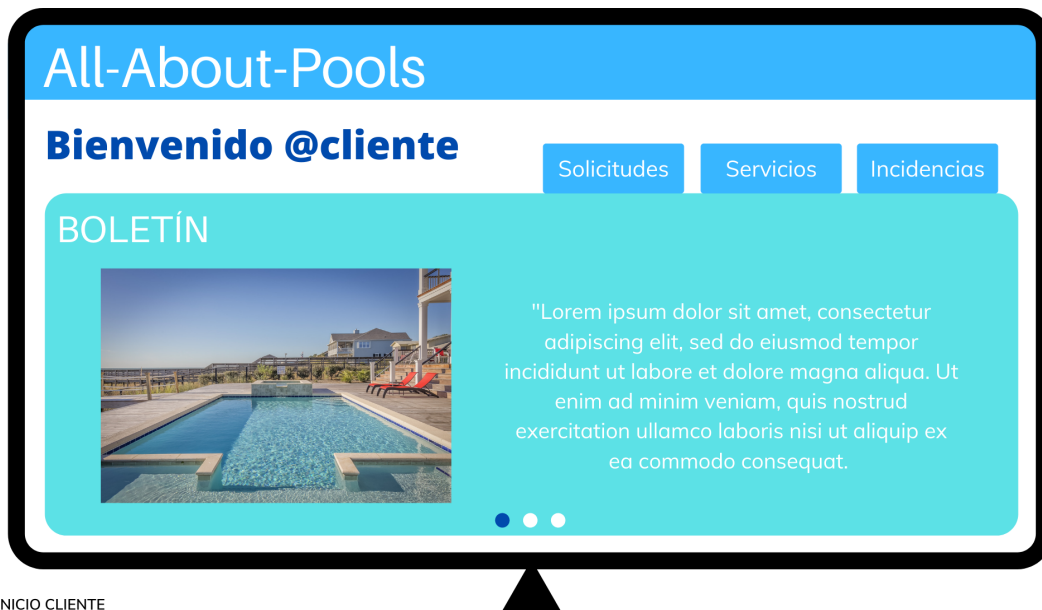 All-About-Pools
Bienvenido @cliente
Solicitudes
Servicios
Incidencias
BOLETÍN
"Lorem ipsum dolor sit amet, consectetur
adipiscing elit, sed do eiusmod tempor
incididunt ut labore et dolore magna aliqua. Ut
enim ad minim veniam, quis nostrud
exercitation ullamco laboris nisi ut aliquip ex
ea commodo consequat.
NICIO CLIENTE